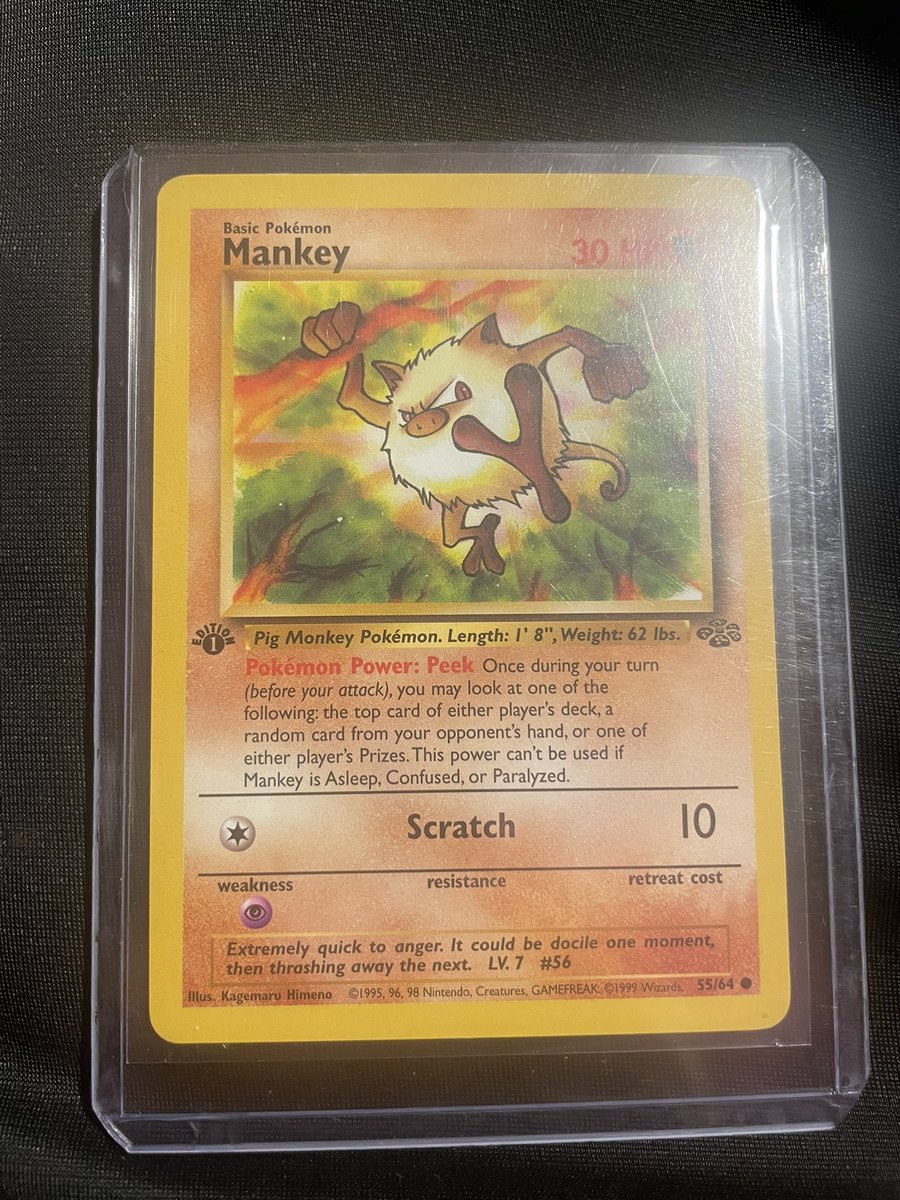 Basic Pokémon
Mankey 30 HP
EDITION 1
Pig Monkey Pokémon. Length: 1' 8", Weight: 62 lbs.
Pokémon Power: Peek Once during your turn
(before your attack), you may look at one of the
following: the top card of either player's deck, a
random card from your opponent's hand, or one of
either player's Prizes. This power can't be used if
Mankey is Asleep, Confused, or Paralyzed.
Scratch 10
weakness resistance retreat cost
Extremely quick to anger. It could be docile one moment,
then thrashing away the next. LV. 7 #56
Illus. Kagemaru Himeno ©1995, 96, 98 Nintendo, Creatures, GAMEFREAK. ©1999 Wizards. 55/64